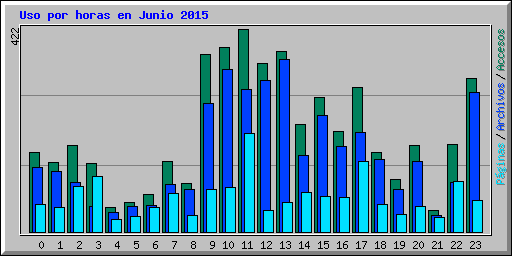 Uso por horas en Junio 2015
422
Páginas / Archivos / Accesos
0 1 2 3 4 5 6 7 8 9 10 11 12 13 14 15 16 17 18 19 20 21 22 23